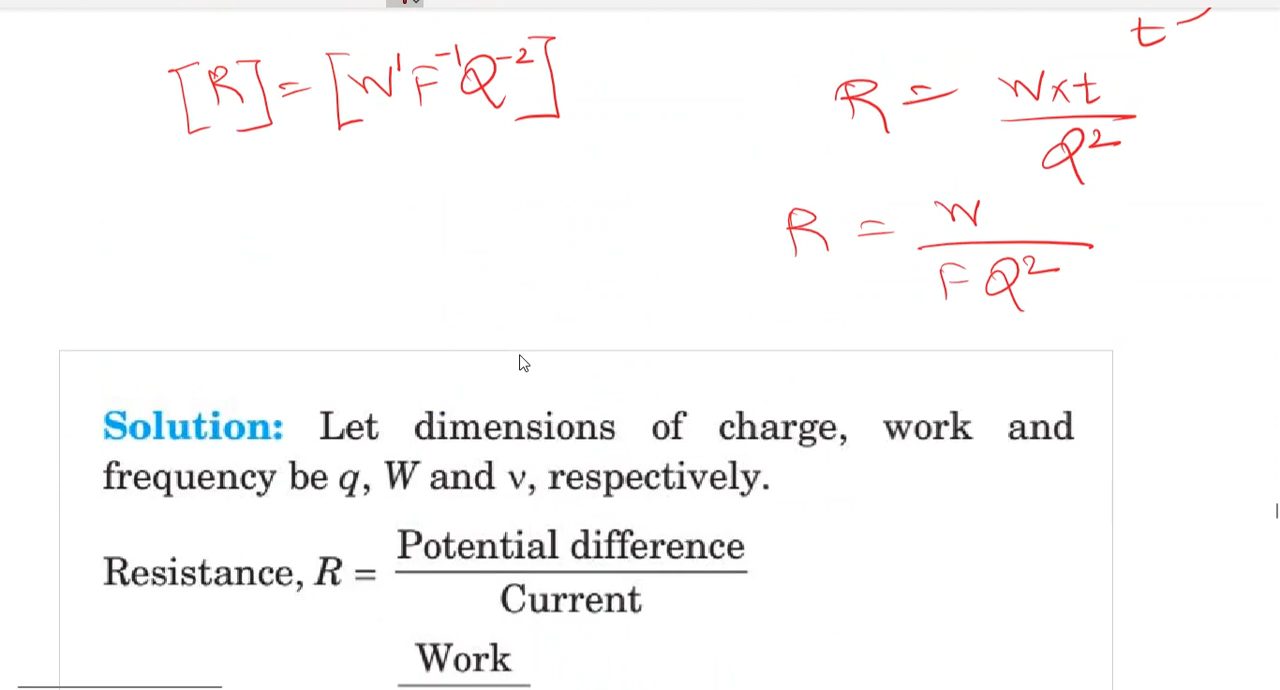 t
[R] = [W¹F⁻¹Q⁻²]
R = W×t
Q²
R = W
FQ²
Solution: Let dimensions of charge, work and
frequency be q, W and ν, respectively.
Resistance, R = Potential difference
Current
Work